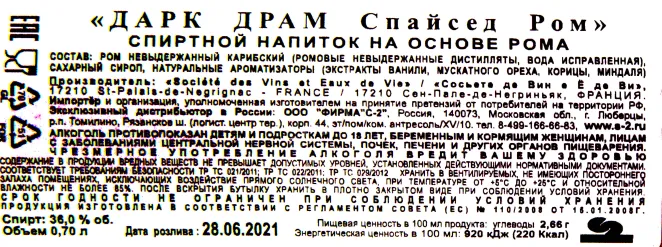 «ДАРК ДРАМ Спайсед Ром»
СПИРТНОЙ НАПИТОК НА ОСНОВЕ РОМА
СОСТАВ: РОМ НЕВЫДЕРЖАННЫЙ КАРИБСКИЙ (РОМОВЫЕ НЕВЫДЕРЖАННЫЕ ДИСТИЛЛЯТЫ, ВОДА ИСПРАВЛЕННАЯ),
САХАРНЫЙ СИРОП, НАТУРАЛЬНЫЕ АРОМАТИЗАТОРЫ (ЭКСТРАКТЫ ВАНИЛИ, МУСКАТНОГО ОРЕХА, КОРИЦЫ, МИНДАЛЯ)
Производитель: «Société des Vins et Eaux de Vie» «Сосьете де Вин е Ё де Ви»,
17210 St-Palais-de-Negrignac - FRANCE / 17210 Сен-Пале-де-Негриньяк, ФРАНЦИЯ.
Импортёр и организация, уполномоченная изготовителем на принятие претензий от потребителей на территории РФ,
Эксклюзивный дистрибьютор в России: ООО "ФИРМА"С-2", Россия, 140073, Московская обл., г. Люберцы,
р.п. Томилино, Рязанское ш. (полигт. центр тер.), корп. 44, эт/пом/ком. антресоль/XV/10. тел. 8-499-166-66-83, www.s-2.ru
АЛКОГОЛЬ ПРОТИВОПОКАЗАН ДЕТЯМ И ПОДРОСТКАМ ДО 18 ЛЕТ, БЕРЕМЕННЫМ И КОРМЯЩИМ ЖЕНЩИНАМ, ЛИЦАМ
С ЗАБОЛЕВАНИЯМИ ЦЕНТРАЛЬНОЙ НЕРВНОЙ СИСТЕМЫ, ПОЧЕК, ПЕЧЕНИ И ДРУГИХ ОРГАНОВ ПИЩЕВАРЕНИЯ.
ЧРЕЗМЕРНОЕ УПОТРЕБЛЕНИЕ АЛКОГОЛЯ ВРЕДИТ ВАШЕМУ ЗДОРОВЬЮ
СОДЕРЖАНИЕ В ПРОДУКЦИИ ВРЕДНЫХ ВЕЩЕСТВ НЕ ПРЕВЫШАЕТ ДОПУСТИМЫХ УРОВНЕЙ, УСТАНОВЛЕННЫХ ДЕЙСТВУЮЩИМИ НОРМАТИВНЫМИ ДОКУМЕНТАМИ.
СООТВЕТСТВУЕТ ТРЕБОВАНИЯМ БЕЗОПАСНОСТИ ТР ТС 021/2011; ТР ТС 022/2011; ТР ТС 029/2012 ХРАНИТЬ В ВЕНТИЛИРУЕМЫХ, НЕ ИМЕЮЩИХ ПОСТОРОННЕГО
ЗАПАХА ПОМЕЩЕНИЯХ, ИСКЛЮЧАЮЩИХ ВОЗДЕЙСТВИЕ ПРЯМОГО СОЛНЕЧНОГО СВЕТА, ПРИ ТЕМПЕРАТУРЕ ОТ +5°С ДО +25°С И ОТНОСИТЕЛЬНОЙ
ВЛАЖНОСТИ НЕ БОЛЕЕ 85%. ПОСЛЕ ВСКРЫТИЯ БУТЫЛКУ ХРАНИТЬ В ПЛОТНО ЗАКРЫТОМ ВИДЕ ПРИ СОБЛЮДЕНИИ УСЛОВИЙ ХРАНЕНИЯ.
СРОК ГОДНОСТИ НЕ ОГРАНИЧЕН ПРИ СОБЛЮДЕНИИ УСЛОВИЙ ХРАНЕНИЯ
ПРОДУКЦИЯ ИЗГОТОВЛЕНА В СООТВЕТСТВИИ С РЕГЛАМЕНТОМ СОВЕТА (ЕС) № 110/2008 ОТ 15.01.2008Г.
Спирт: 36,0 % об.
Объем: 0,70 л
Дата розлива: 28.06.2021
Пищевая ценность в 100 мл продукта: углеводы 2,66 г
Энергетическая ценность в 100 мл: 920 кДж (220 Ккал)